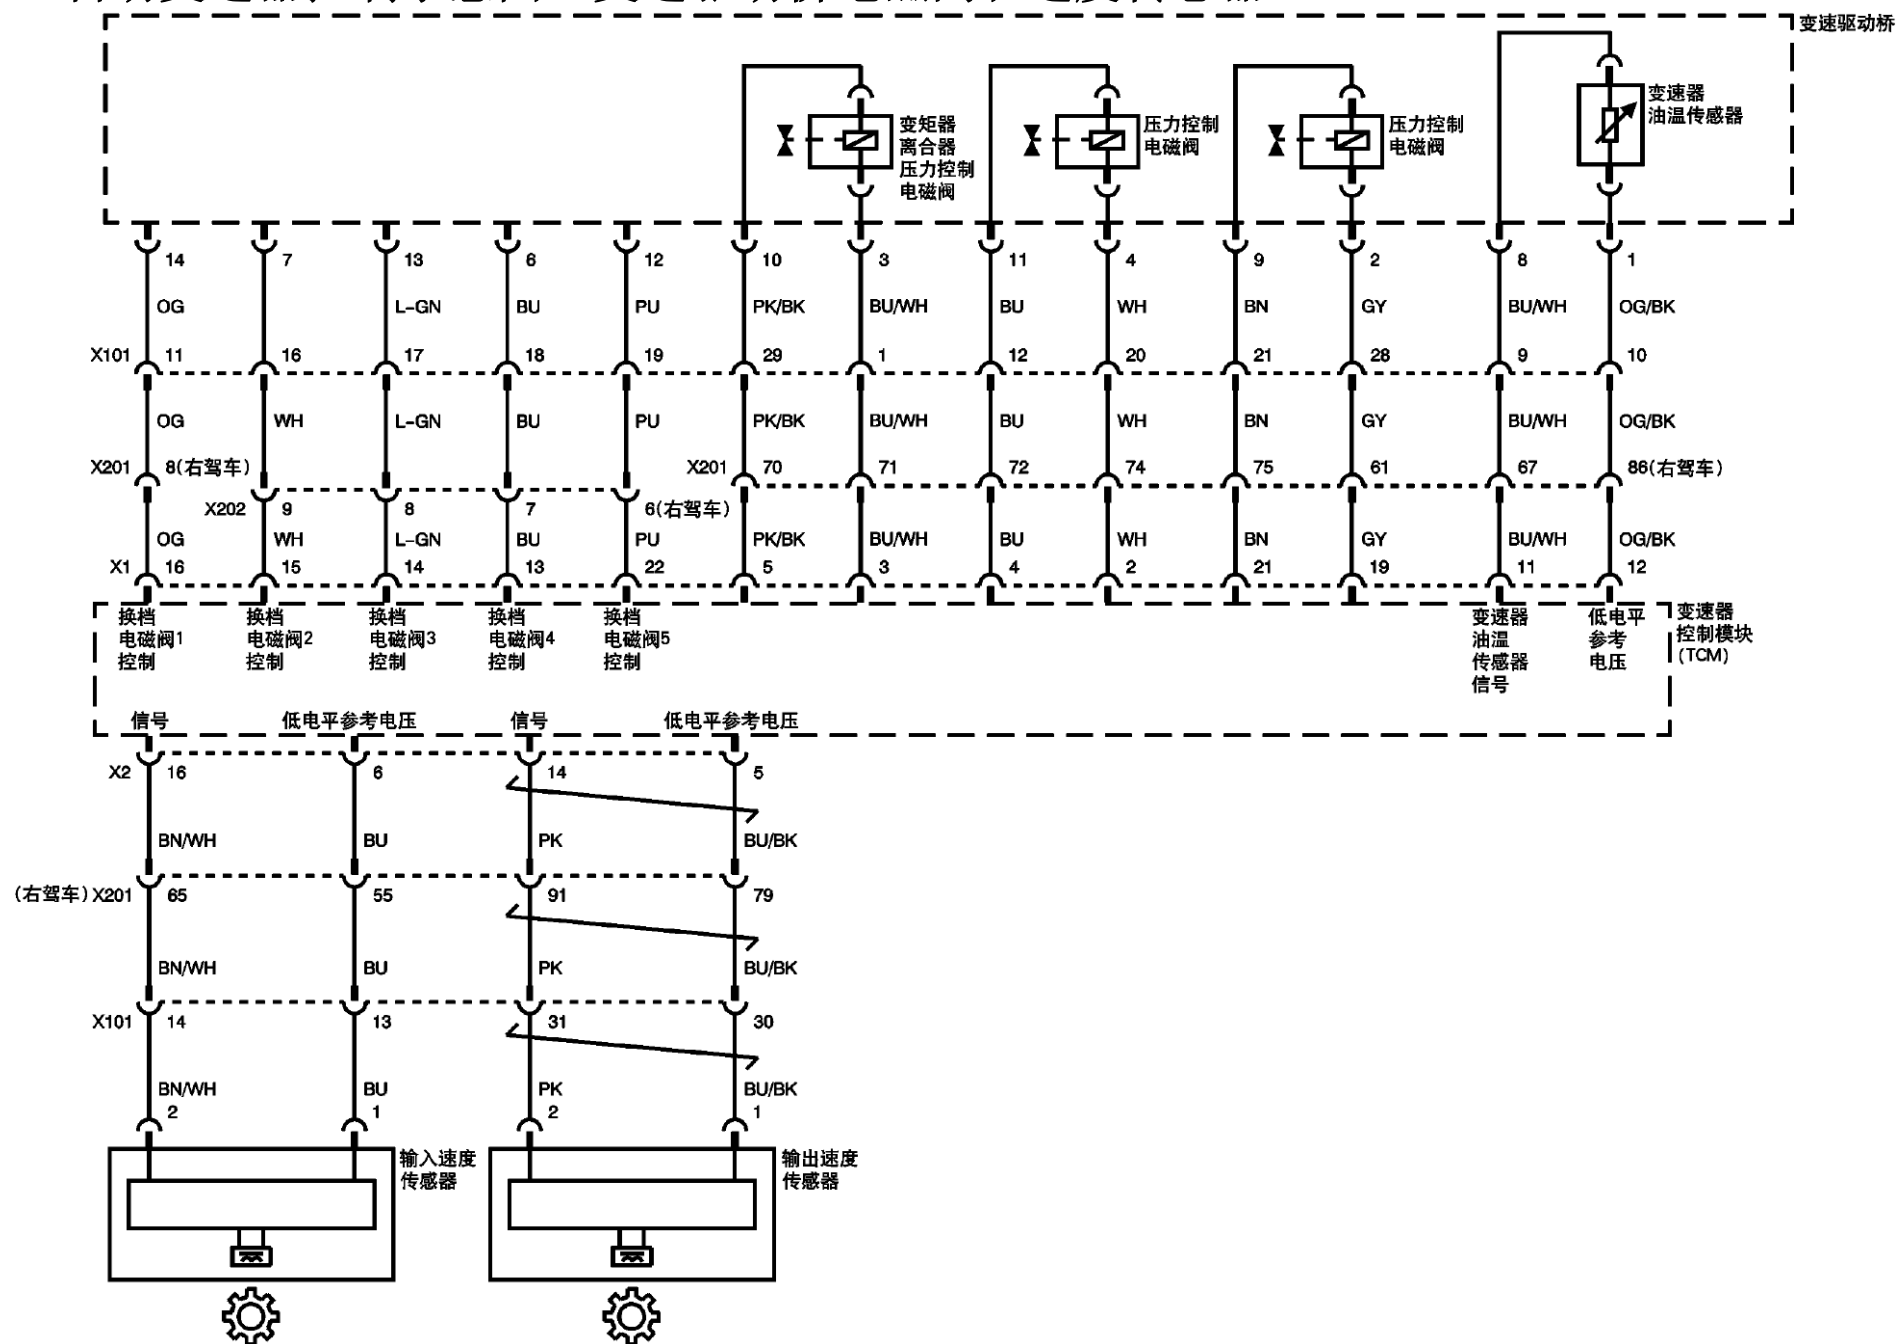 变速驱动桥
变矩器
离合器
压力控制
电磁阀
压力控制
电磁阀
压力控制
电磁阀
变速器
油温传感器
14 7 13 6 12 10 3 11 4 9 2 8 1
OG L-GN BU PU PK/BK BU/WH BU WH BN GY BU/WH OG/BK
X101 11 16 17 18 19 29 1 12 20 21 28 9 10
OG WH L-GN BU PU PK/BK BU/WH BU WH BN GY BU/WH OG/BK
X201 8(右驾车) X201 70 71 72 74 75 61 67 86(右驾车)
X202 9 8 7 6(右驾车)
OG WH L-GN BU PU PK/BK BU/WH BU WH BN GY BU/WH OG/BK
X1 16 15 14 13 22 5 3 4 2 21 19 11 12
换档
电磁阀1
控制
换档
电磁阀2
控制
换档
电磁阀3
控制
换档
电磁阀4
控制
换档
电磁阀5
控制
变速器
油温
传感器
信号
低电平
参考
电压
变速器
控制模块
(TCM)
信号 低电平参考电压 信号 低电平参考电压
X2 16 6 14 5
BN/WH BU PK BU/BK
(右驾车)X201 65 55 91 79
BN/WH BU PK BU/BK
X101 14 13 31 30
BN/WH BU PK BU/BK
2 1 2 1
输入速度
传感器
输出速度
传感器